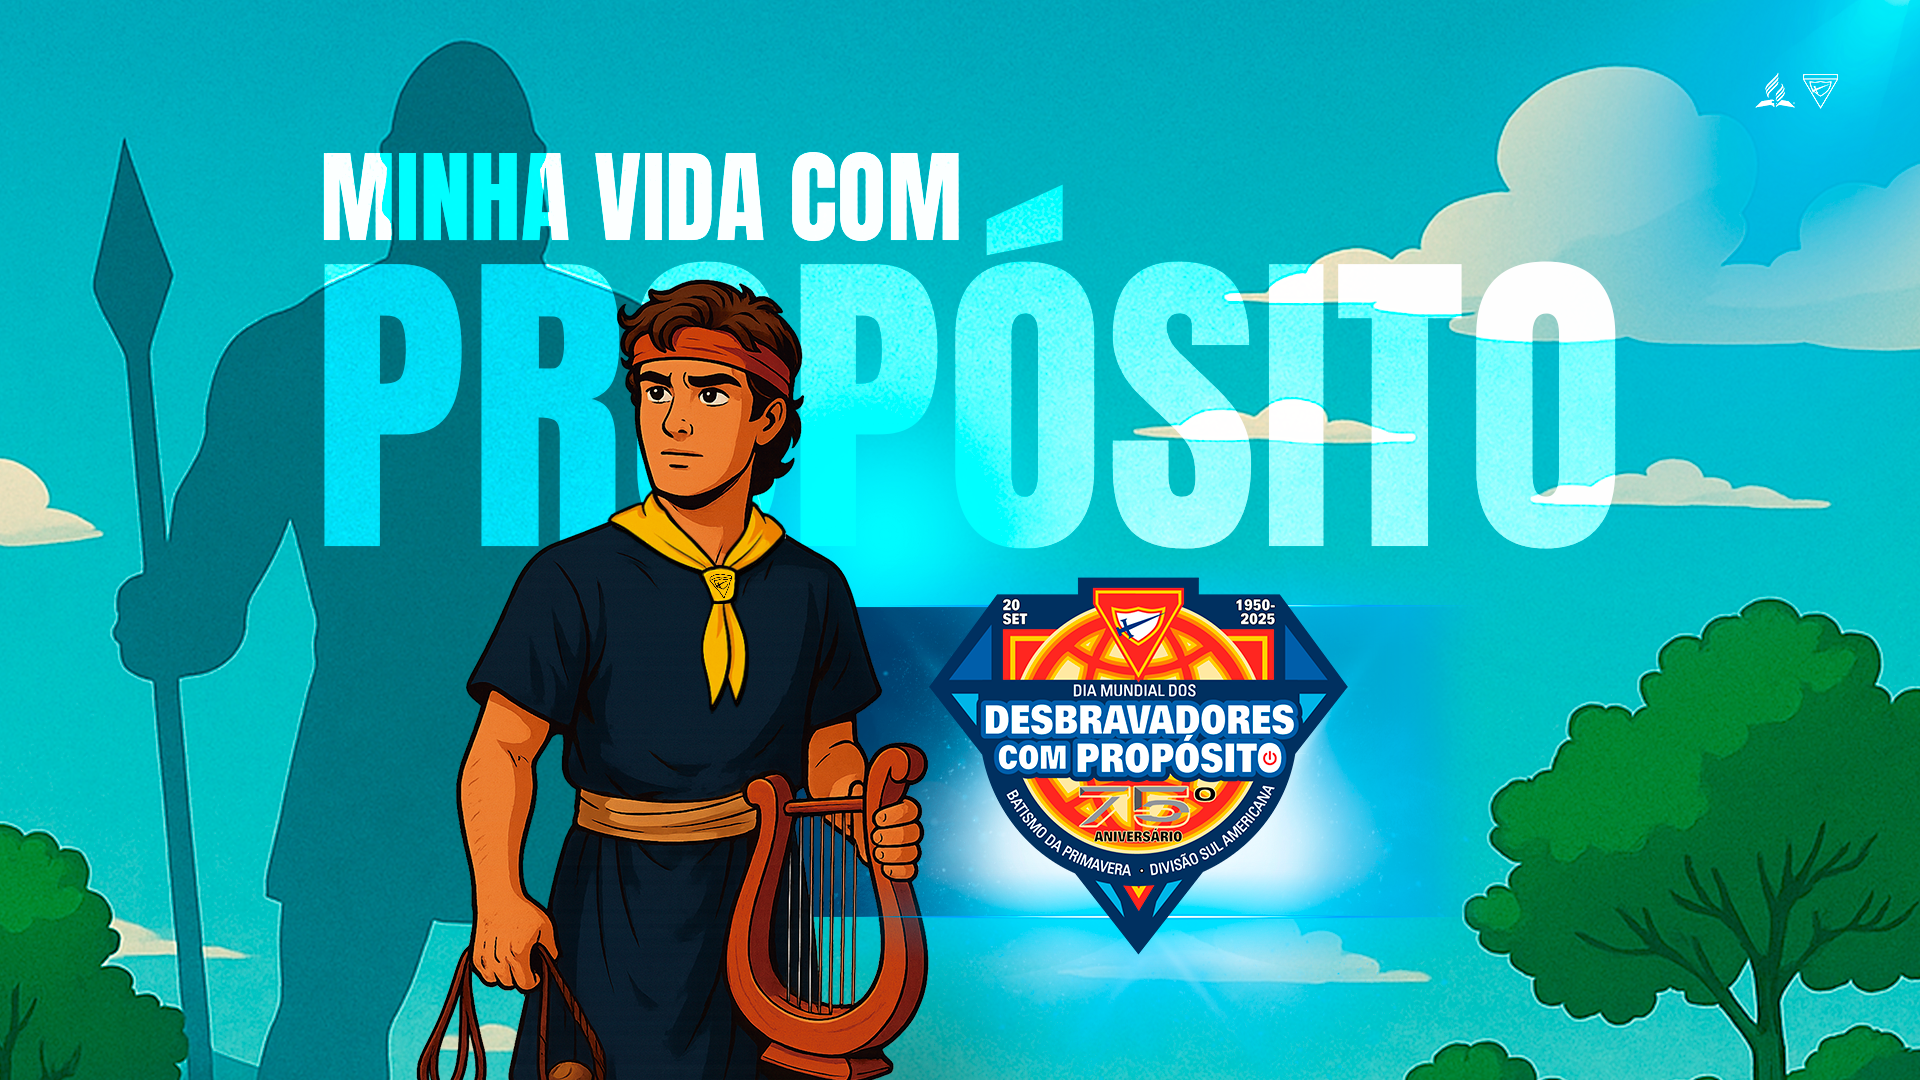 MINHA VIDA COM
PROPÓSITO
20
SET
1950-
2025
DIA MUNDIAL DOS
DESBRAVADORES
COM PROPÓSITO
75º
ANIVERSÁRIO
BATISMO DA PRIMAVERA · DIVISÃO SUL AMERICANA